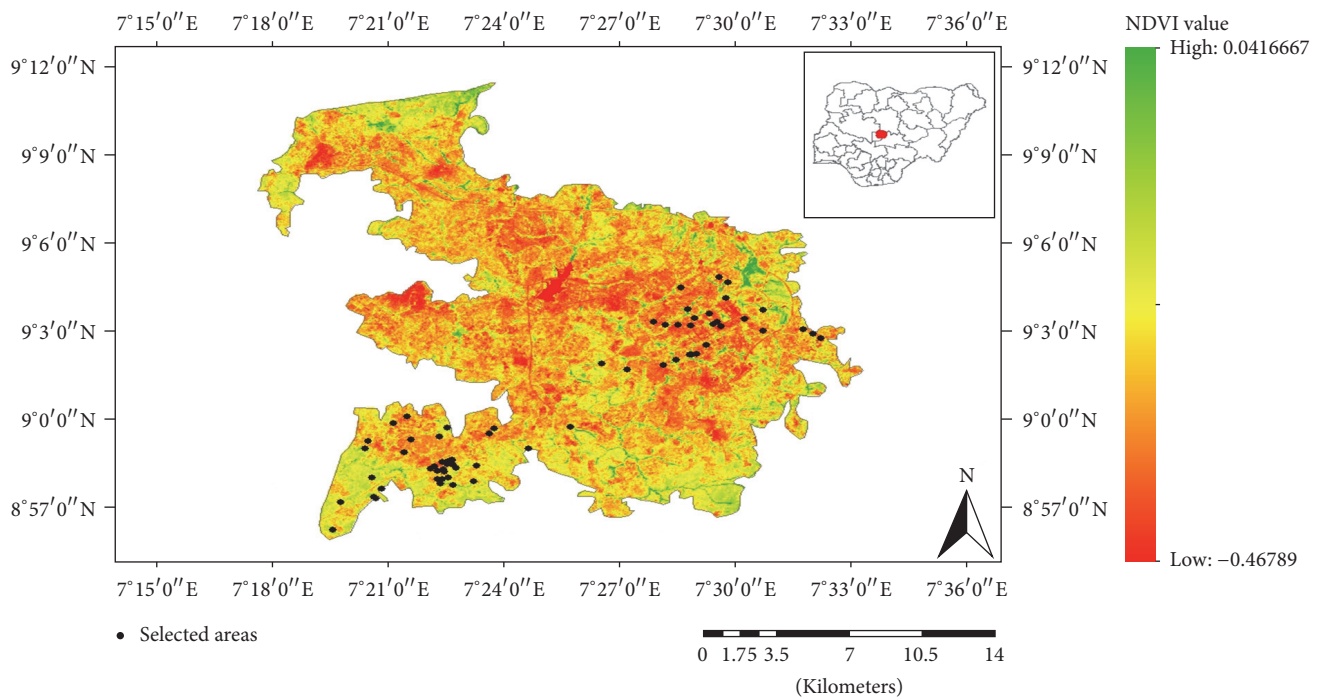 7°15′0″E 7°18′0″E 7°21′0″E 7°24′0″E 7°27′0″E 7°30′0″E 7°33′0″E 7°36′0″E
NDVI value
High: 0.0416667
9°12′0″N 9°12′0″N
9°9′0″N 9°9′0″N
9°6′0″N 9°6′0″N
9°3′0″N 9°3′0″N
9°0′0″N 9°0′0″N
N
8°57′0″N 8°57′0″N
Low: −0.46789
7°15′0″E 7°18′0″E 7°21′0″E 7°24′0″E 7°27′0″E 7°30′0″E 7°33′0″E 7°36′0″E
Selected areas
0 1.75 3.5 7 10.5 14
(Kilometers)